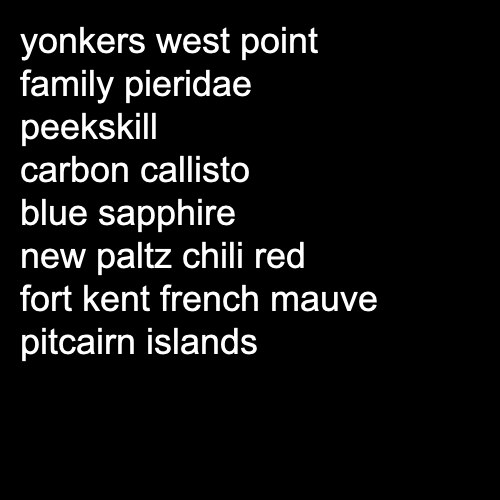 yonkers west point
family pieridae
peekskill
carbon callisto
blue sapphire
new paltz chili red
fort kent french mauve
pitcairn islands